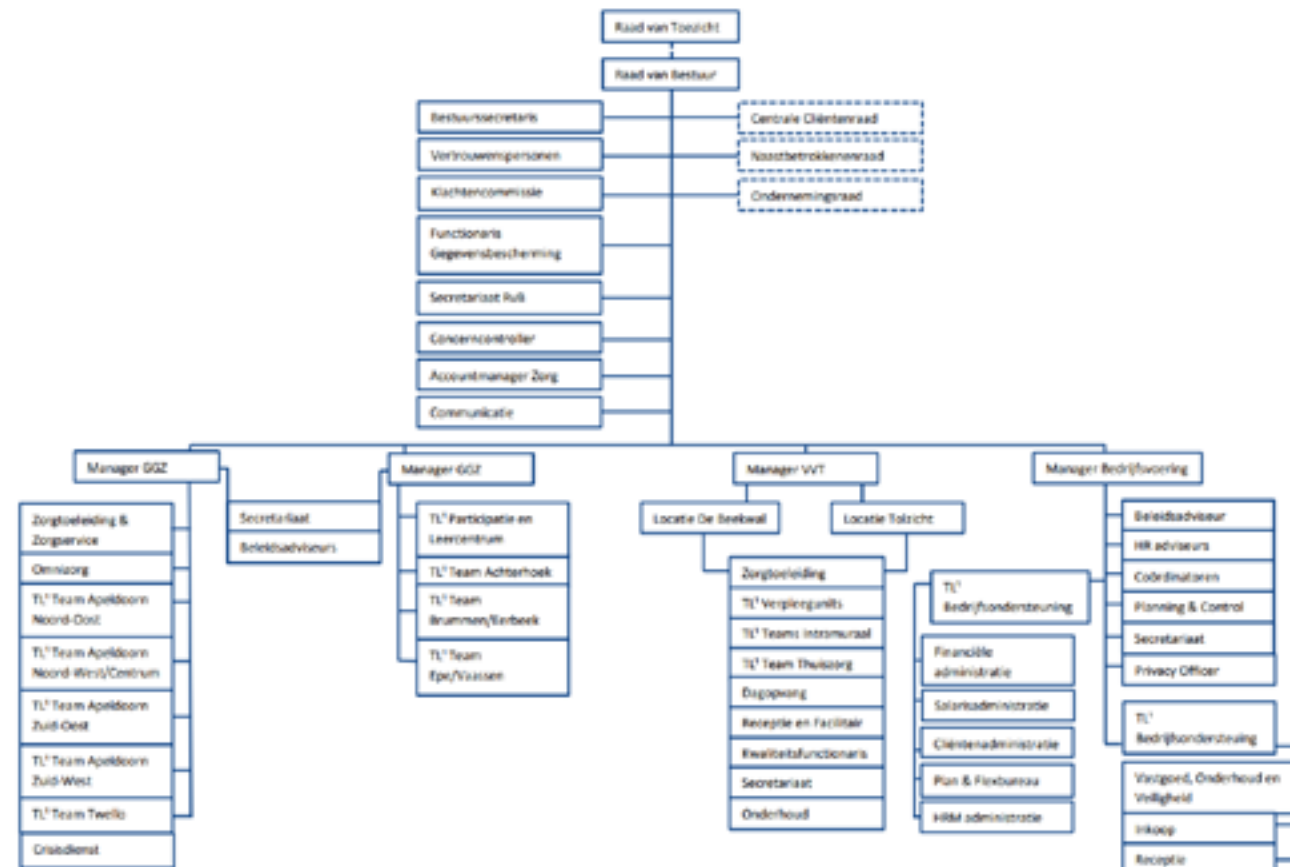 Raad van Toezicht
Raad van Bestuur
Bestuurssecretaris
Centrale Cliëntenraad
Vertrouwenspersonen
Naastbetrokkenenraad
Klachtencommissie
Ondernemingsraad
Functionaris
Gegevensbescherming
Secretariaat RvB
Concerncontroller
Accountmanager Zorg
Communicatie
Manager GGZ
Manager GGZ
Manager VVT
Manager Bedrijfsvoering
Zorgtoeleiding &
Zorgservice
Omnizorg
TL¹ Team Apeldoorn
Noord-Oost
TL¹ Team Apeldoorn
Noord-West/Centrum
TL¹ Team Apeldoorn
Zuid-Oost
TL¹ Team Apeldoorn
Zuid-West
TL¹ Team Twello
Crisisdienst
Secretariaat
Beleidsadviseurs
TL¹ Participatie en
Leercentrum
TL¹ Team Achterhoek
TL¹ Team
Brummen/Eerbeek
TL¹ Team
Epe/Vaassen
Locatie De Beekwal
Locatie Tolzicht
Zorgtoeleiding
TL¹ Verpleegunits
TL¹ Teams Intramuraal
TL¹ Team Thuiszorg
Dagopvang
Receptie en Facilitair
Kwaliteitsfunctionaris
Secretariaat
Onderhoud
TL¹
Bedrijfsondersteuning
Financiële
administratie
Salarisadministratie
Cliëntenadministratie
Plan & Flexbureau
HRM administratie
Beleidsadviseur
HR adviseurs
Coördinatoren
Planning & Control
Secretariaat
Privacy Officer
TL¹
Bedrijfsondersteuing
Vastgoed, Onderhoud en
Veiligheid
Inkoop
Receptie